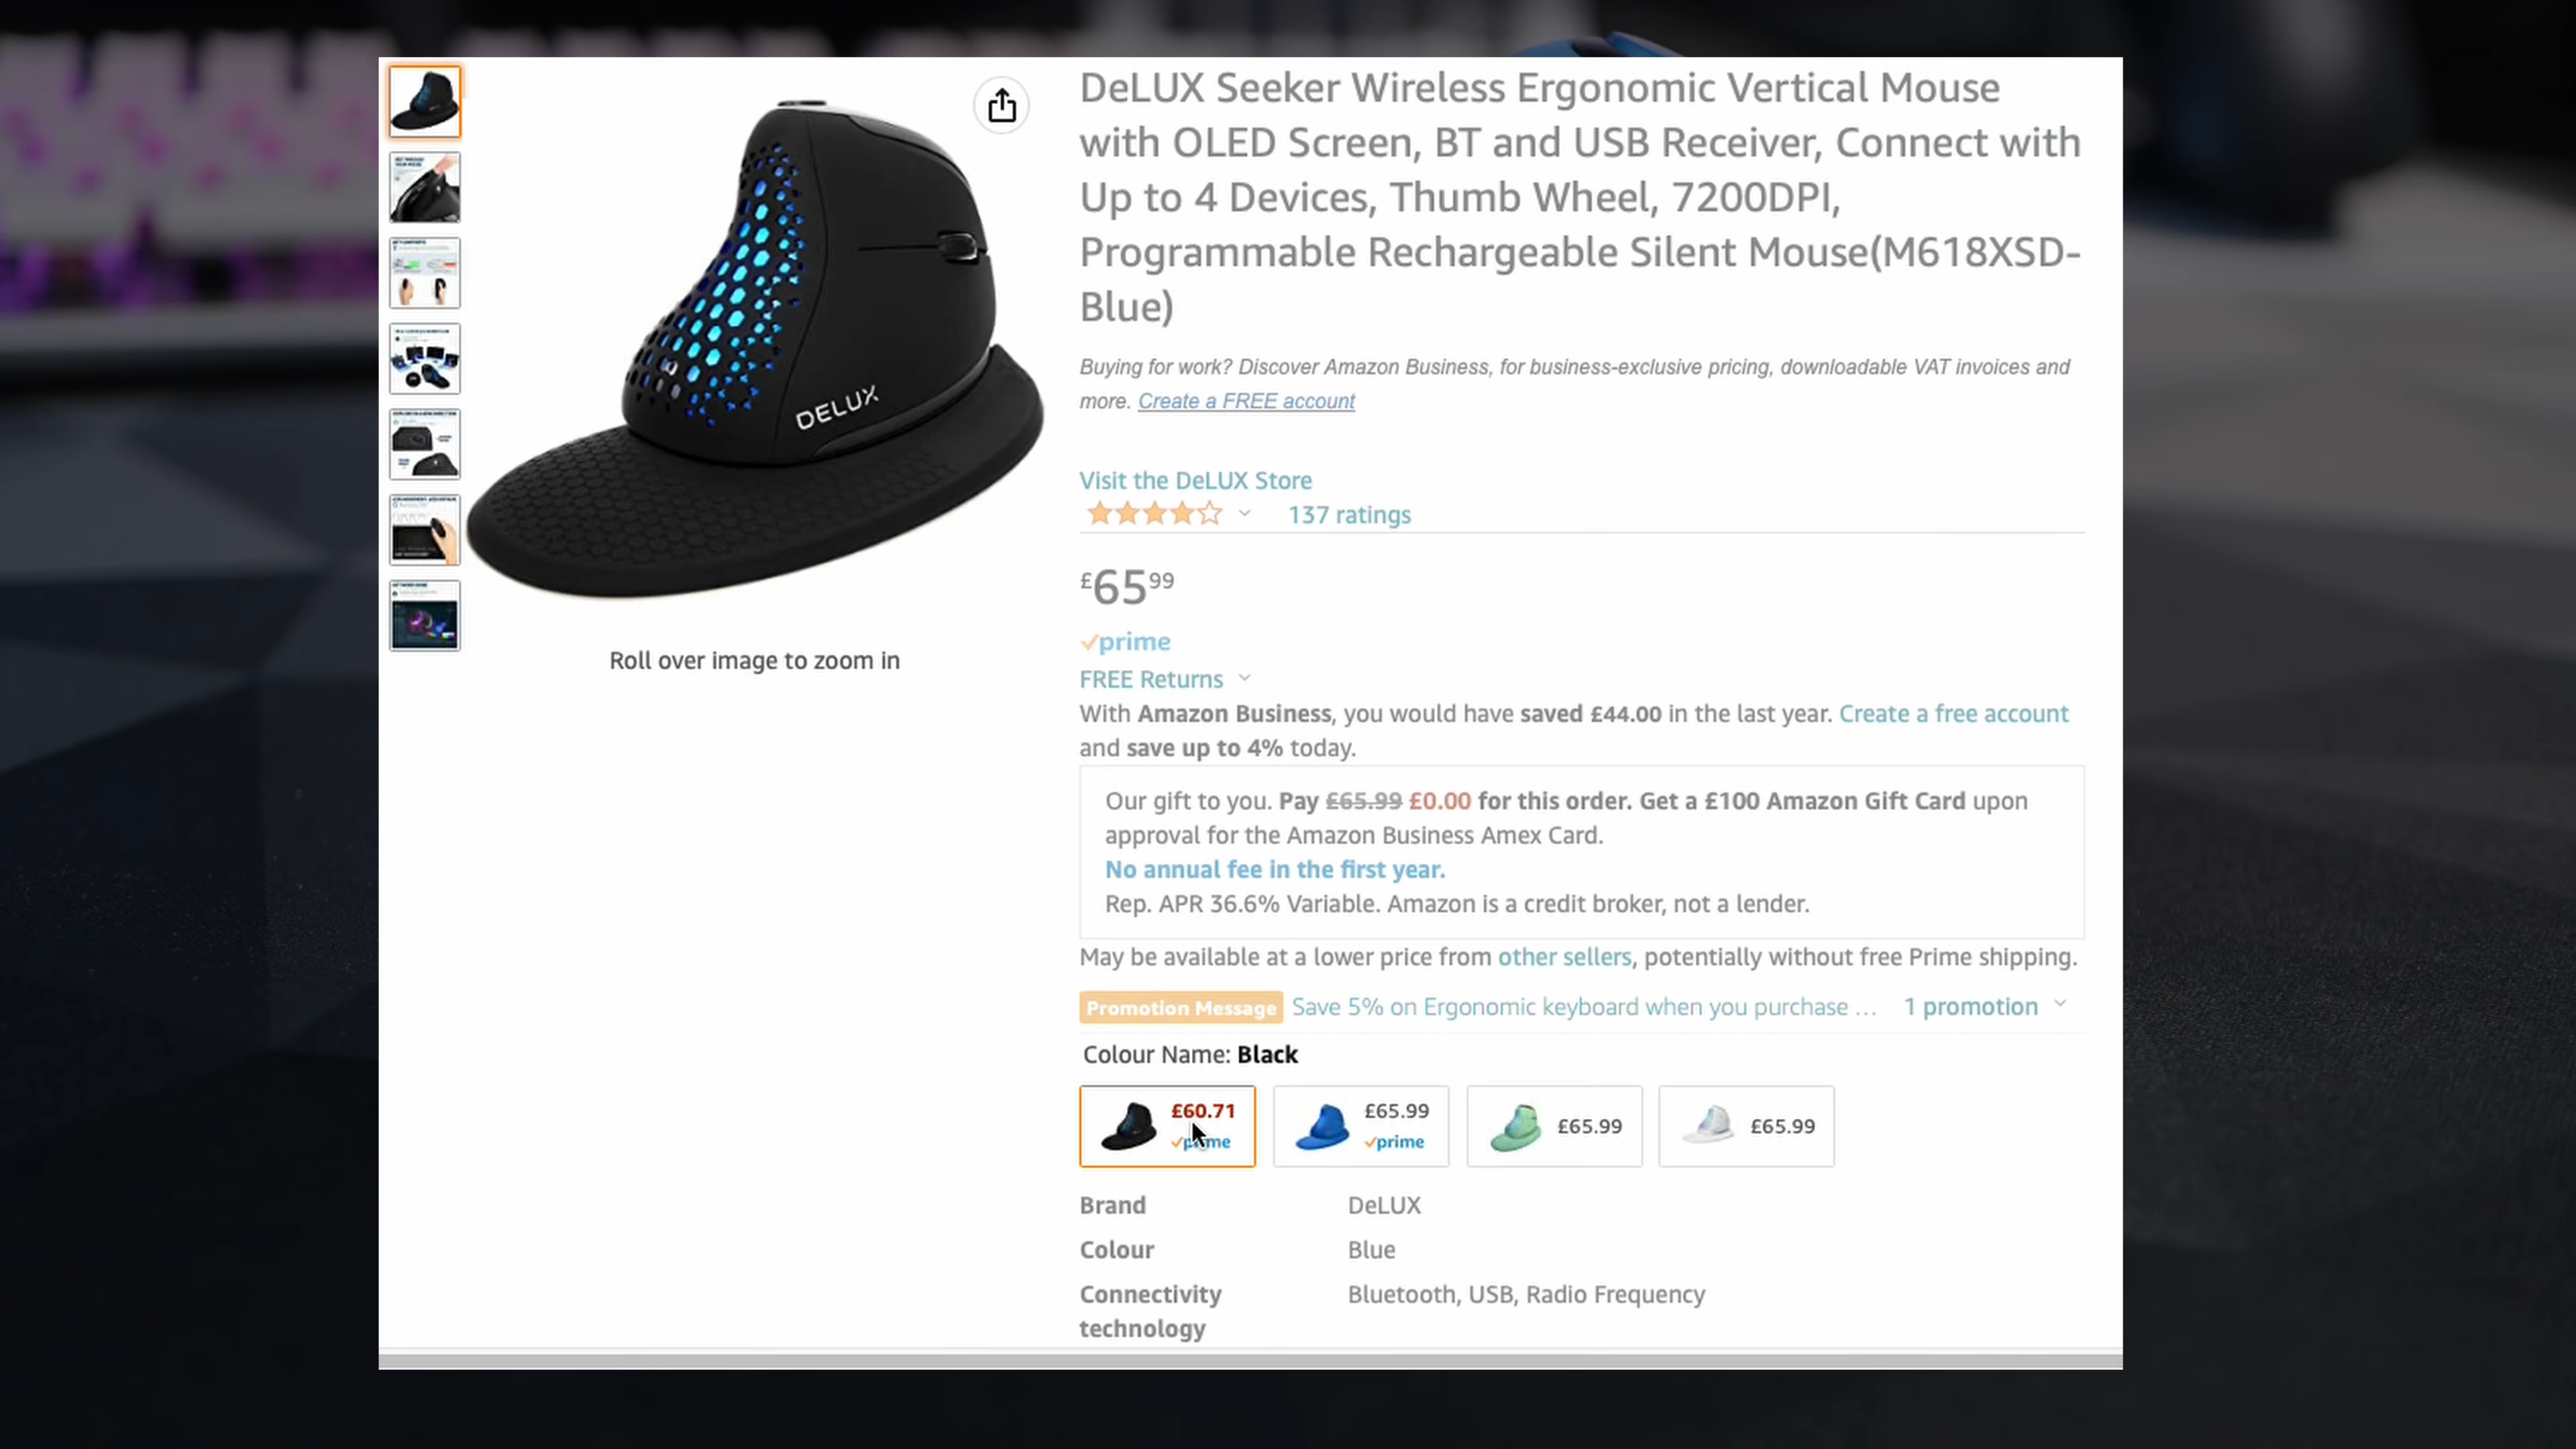 DeLUX Seeker Wireless Ergonomic Vertical Mouse
with OLED Screen, BT and USB Receiver, Connect with
Up to 4 Devices, Thumb Wheel, 7200DPI,
Programmable Rechargeable Silent Mouse(M618XSD-
Blue)
Buying for work? Discover Amazon Business, for business-exclusive pricing, downloadable VAT invoices and
more. Create a FREE account
DELUX
Roll over image to zoom in
Visit the DeLUX Store
137 ratings
£65 99
prime
FREE Returns
With Amazon Business, you would have saved £44.00 in the last year. Create a free account
and save up to 4% today.
Our gift to you. Pay £65.99 £0.00 for this order. Get a £100 Amazon Gift Card upon
approval for the Amazon Business Amex Card.
No annual fee in the first year.
Rep. APR 36.6% Variable. Amazon is a credit broker, not a lender.
May be available at a lower price from other sellers, potentially without free Prime shipping.
Promotion Message Save 5% on Ergonomic keyboard when you purchase … 1 promotion
Colour Name: Black
£60.71
prime
£65.99
prime
£65.99
£65.99
Brand DeLUX
Colour Blue
Connectivity Bluetooth, USB, Radio Frequency
technology